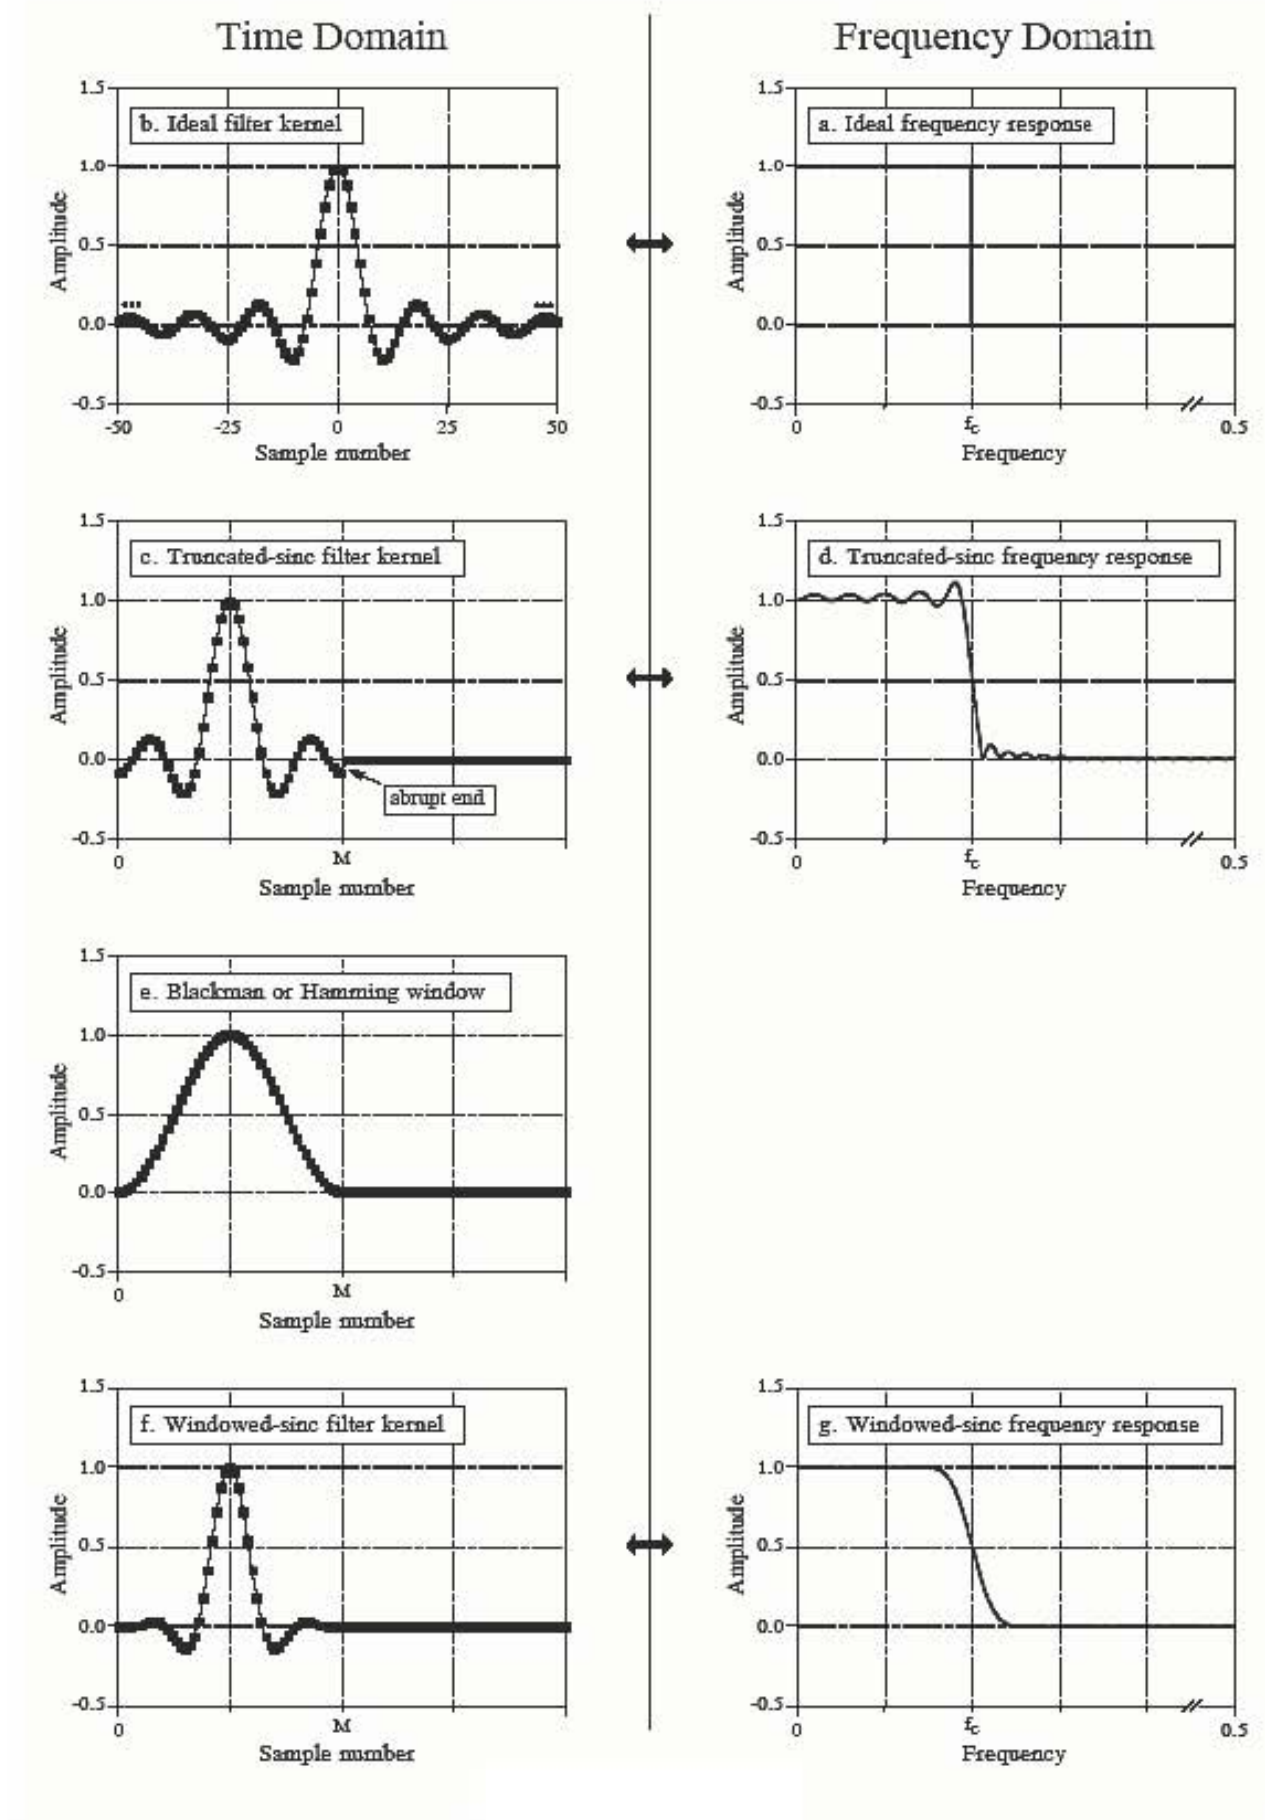 Time Domain
Frequency Domain
1.5
b. Ideal filter kernel
1.0
0.5
0.0
-0.5
-50
-25
0
25
50
Amplitude
Sample number
1.5
a. Ideal frequency response
1.0
0.5
0.0
-0.5
0
fc
0.5
Amplitude
Frequency
1.5
c. Truncated-sinc filter kernel
1.0
0.5
0.0
abrupt end
-0.5
0
M
Amplitude
Sample number
1.5
d. Truncated-sinc frequency response
1.0
0.5
0.0
-0.5
0
fc
0.5
Amplitude
Frequency
1.5
e. Blackman or Hamming window
1.0
0.5
0.0
-0.5
0
M
Amplitude
Sample number
1.5
f. Windowed-sinc filter kernel
1.0
0.5
0.0
-0.5
0
M
Amplitude
Sample number
1.5
g. Windowed-sinc frequency response
1.0
0.5
0.0
-0.5
0
fc
0.5
Amplitude
Frequency